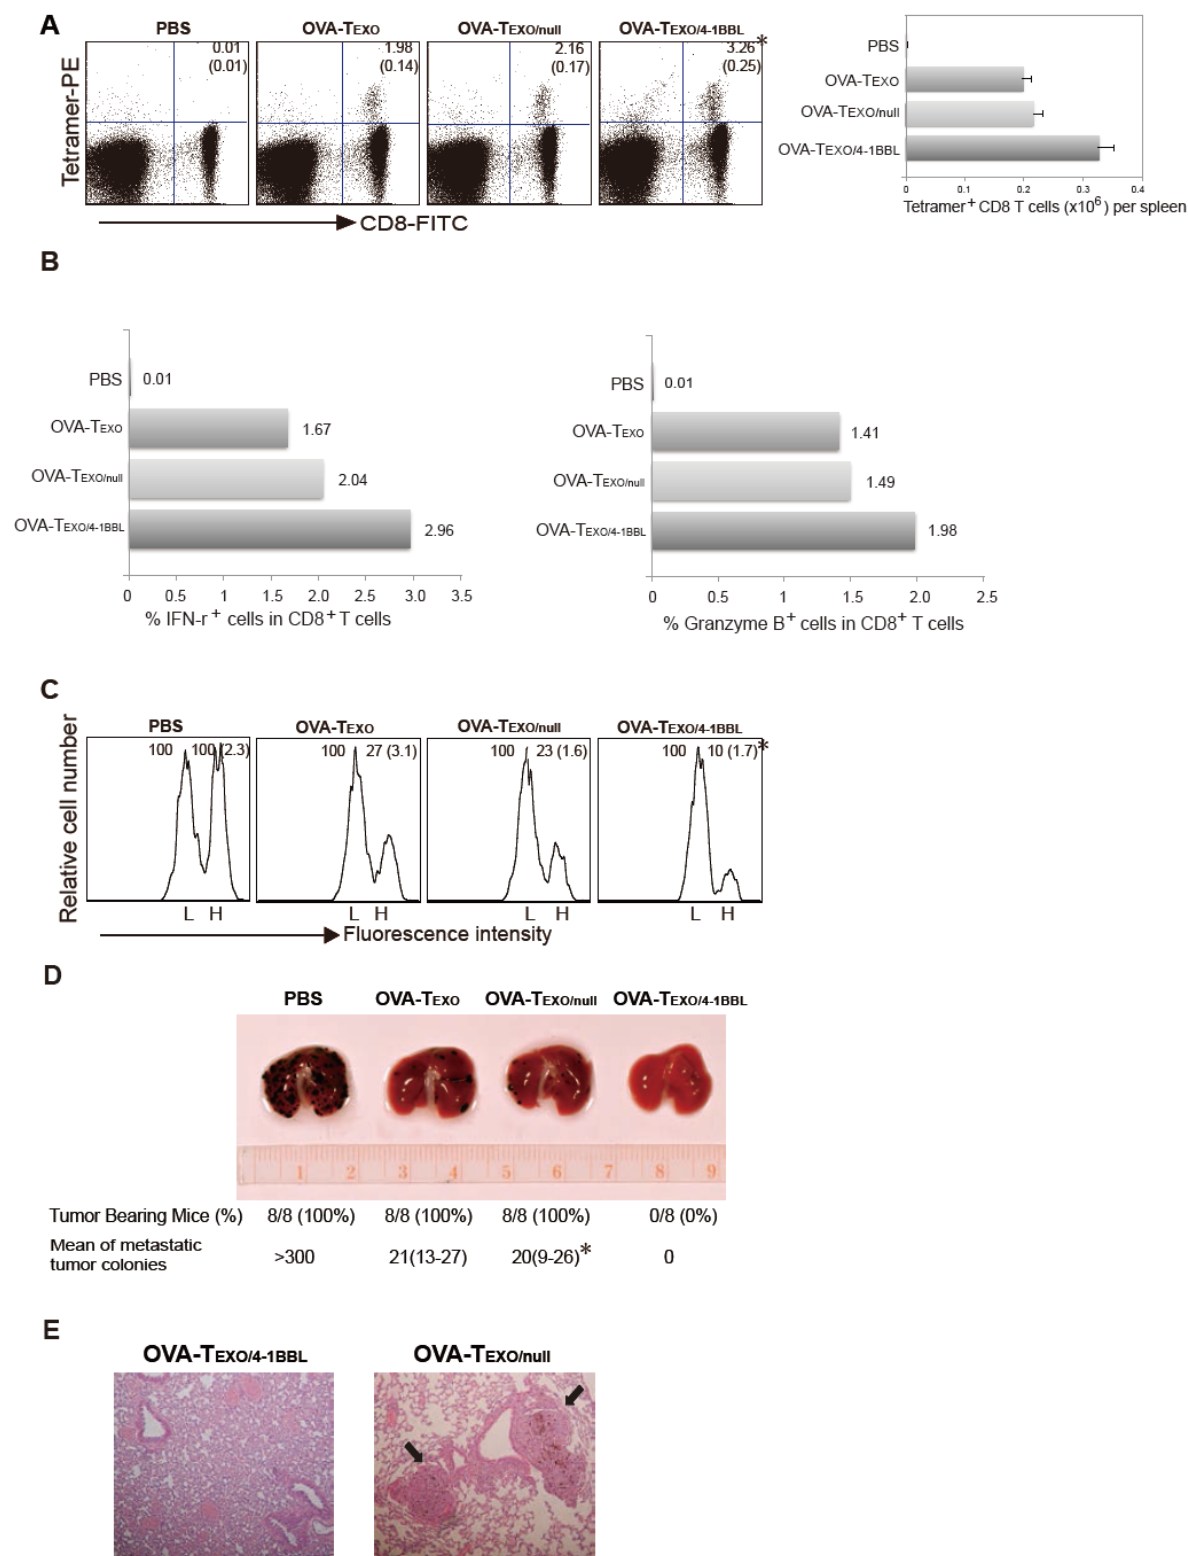 A
PBS
OVA-TEXO
OVA-TEXO/null
OVA-TEXO/4-1BBL
*
Tetramer-PE
0.01
(0.01)
1.98
(0.14)
2.16
(0.17)
3.26
(0.25)
CD8-FITC
PBS
OVA-TEXO
OVA-TEXO/null
OVA-TEXO/4-1BBL
0 0.1 0.2 0.3 0.4
Tetramer+ CD8 T cells (x10⁶) per spleen
B
PBS 0.01
OVA-TEXO 1.67
OVA-TEXO/null 2.04
OVA-TEXO/4-1BBL 2.96
0 0.5 1 1.5 2.0 2.5 3.0 3.5
% IFN-r+ cells in CD8+ T cells
PBS 0.01
OVA-TEXO 1.41
OVA-TEXO/null 1.49
OVA-TEXO/4-1BBL 1.98
0 0.5 1 1.5 2.0 2.5
% Granzyme B+ cells in CD8+ T cells
C
PBS
OVA-TEXO
OVA-TEXO/null
OVA-TEXO/4-1BBL
Relative cell number
100 100 (2.3)
100 27 (3.1)
100 23 (1.6)
100 10 (1.7)*
L H
L H
L H
L H
Fluorescence intensity
D
PBS OVA-TEXO OVA-TEXO/null OVA-TEXO/4-1BBL
1 2 3 4 5 6 7 8 9
Tumor Bearing Mice (%) 8/8 (100%) 8/8 (100%) 8/8 (100%) 0/8 (0%)
Mean of metastatic
tumor colonies >300 21(13-27) 20(9-26)* 0
E
OVA-TEXO/4-1BBL OVA-TEXO/null